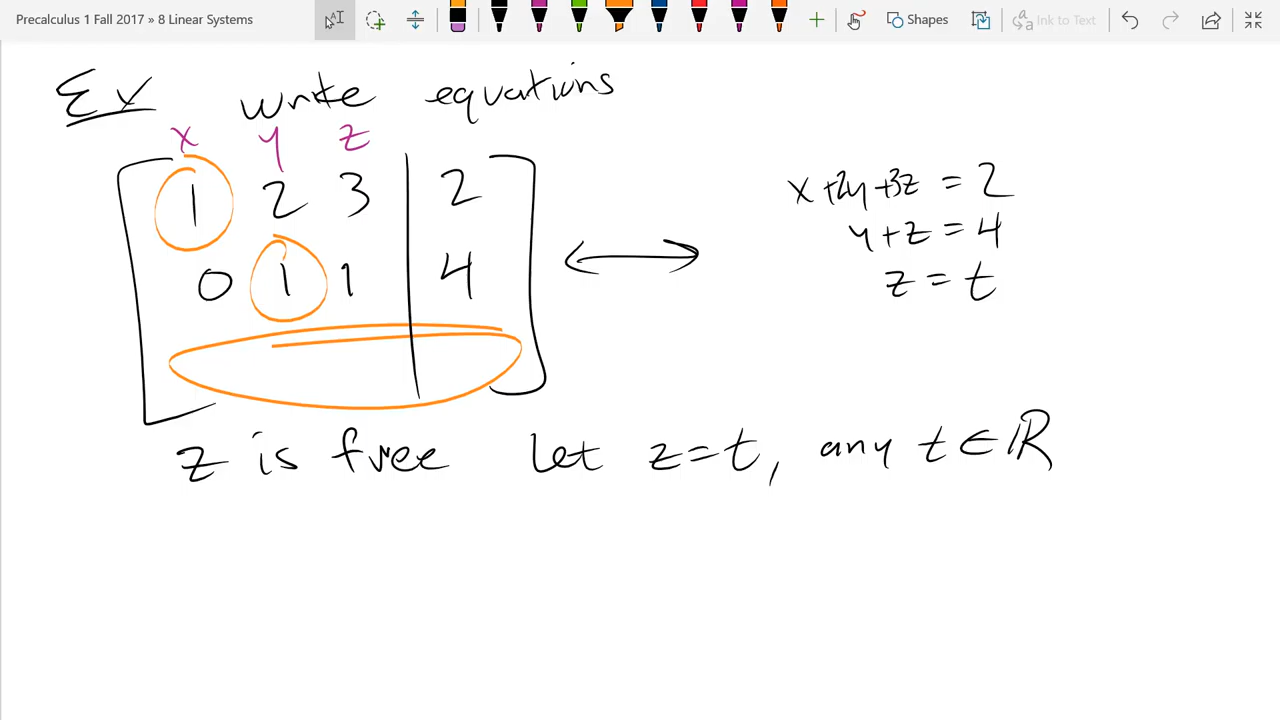 Precalculus 1 Fall 2017 » 8 Linear Systems
Shapes
Ink to Text
Ex write equations
x y z
1 2 3 | 2
0 1 1 | 4
x + 2y + 3z = 2
y + z = 4
z = t
z is free Let z = t, any t ∈ ℝ